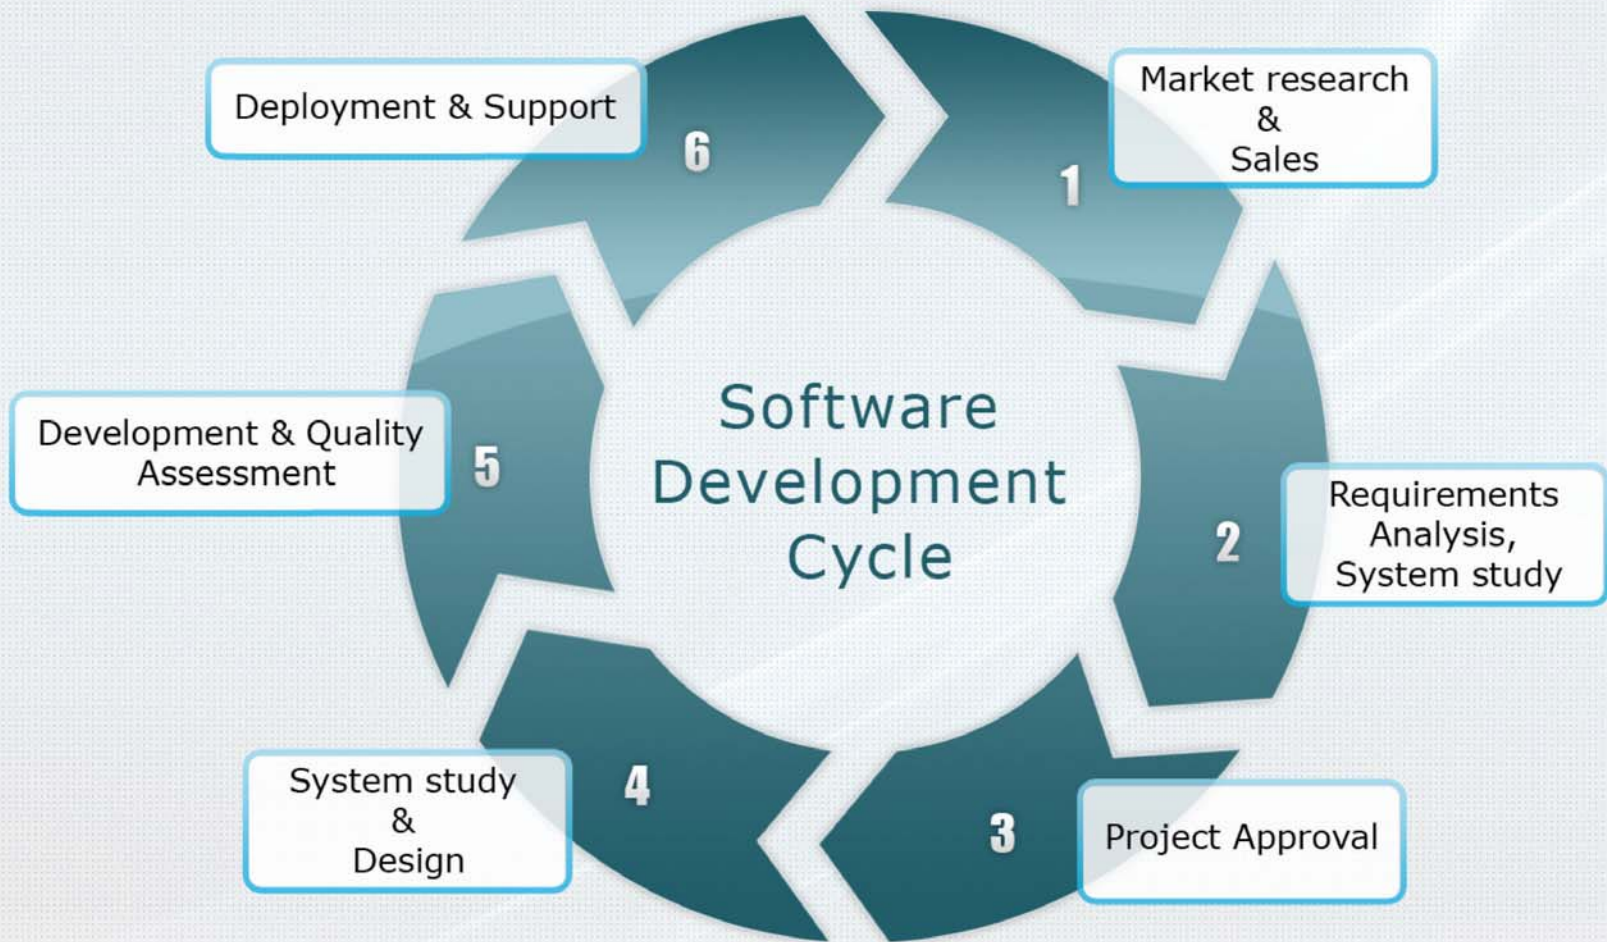 Software
Development
Cycle
1
Market research
&
Sales
2
Requirements
Analysis,
System study
3
Project Approval
4
System study
&
Design
5
Development & Quality
Assessment
6
Deployment & Support